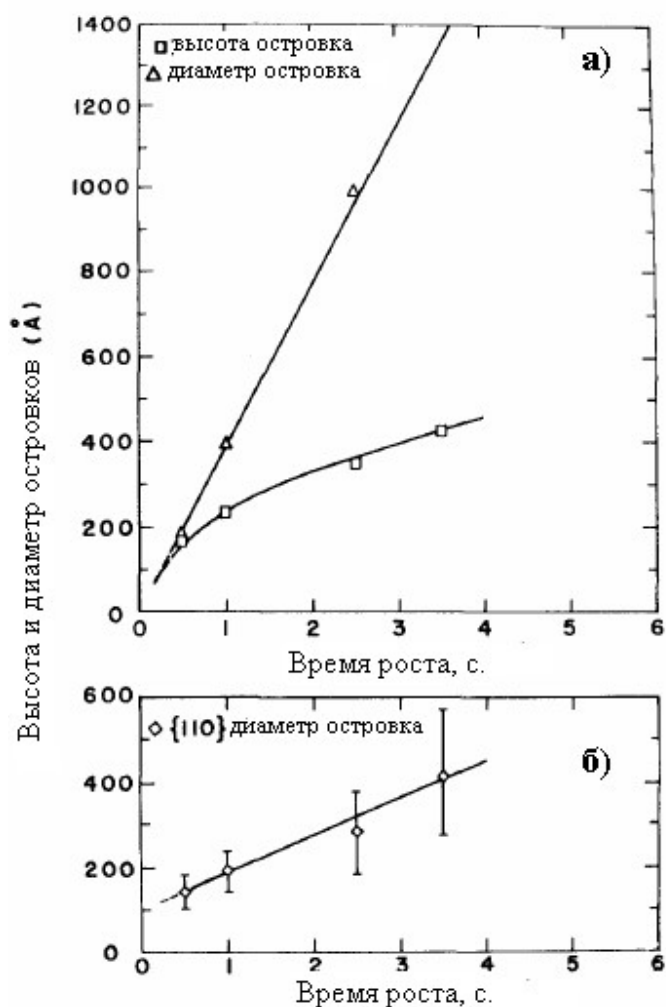 1400
высота островка
а)
диаметр островка
1200
1000
800
600
400
200
0
0 1 2 3 4 5 6
Время роста, с.
Высота и диаметр островков (Å)
600
{110} диаметр островка
б)
400
200
0
0 1 2 3 4 5 6
Время роста, с.